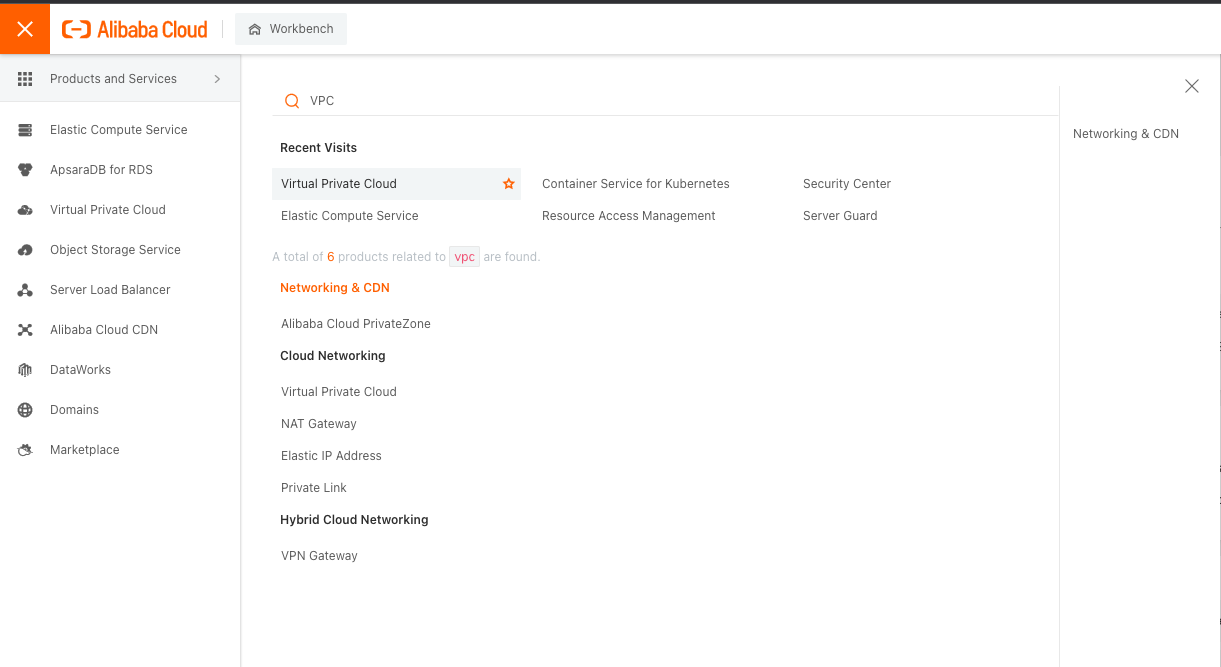 Alibaba Cloud
Workbench
Products and Services
Elastic Compute Service
ApsaraDB for RDS
Virtual Private Cloud
Object Storage Service
Server Load Balancer
Alibaba Cloud CDN
DataWorks
Domains
Marketplace
VPC
Recent Visits
Virtual Private Cloud Container Service for Kubernetes Security Center
Elastic Compute Service Resource Access Management Server Guard
A total of 6 products related to vpc are found.
Networking & CDN
Alibaba Cloud PrivateZone
Cloud Networking
Virtual Private Cloud
NAT Gateway
Elastic IP Address
Private Link
Hybrid Cloud Networking
VPN Gateway
Networking & CDN